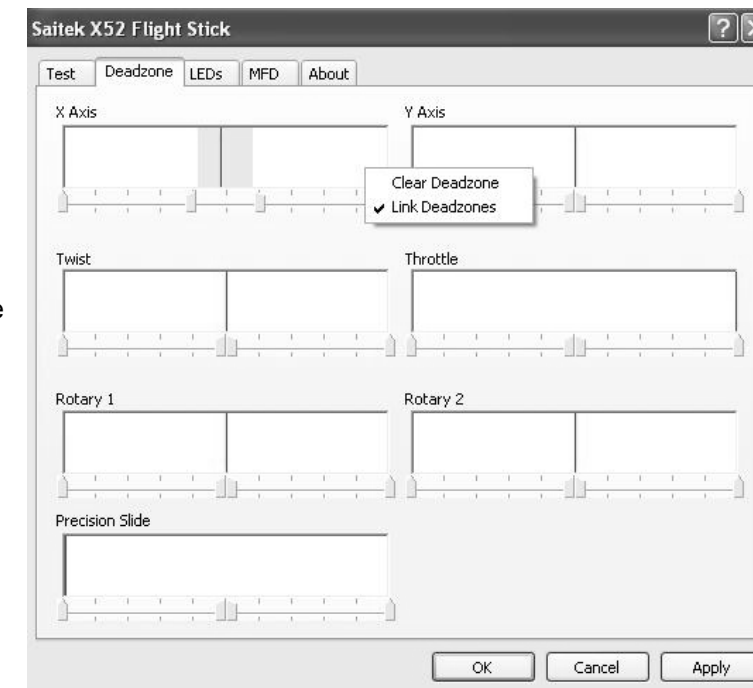 Saitek X52 Flight Stick
Test Deadzone LEDs MFD About
X Axis Y Axis
Clear Deadzone
Link Deadzones
Twist Throttle
e
Rotary 1 Rotary 2
Precision Slide
OK Cancel Apply